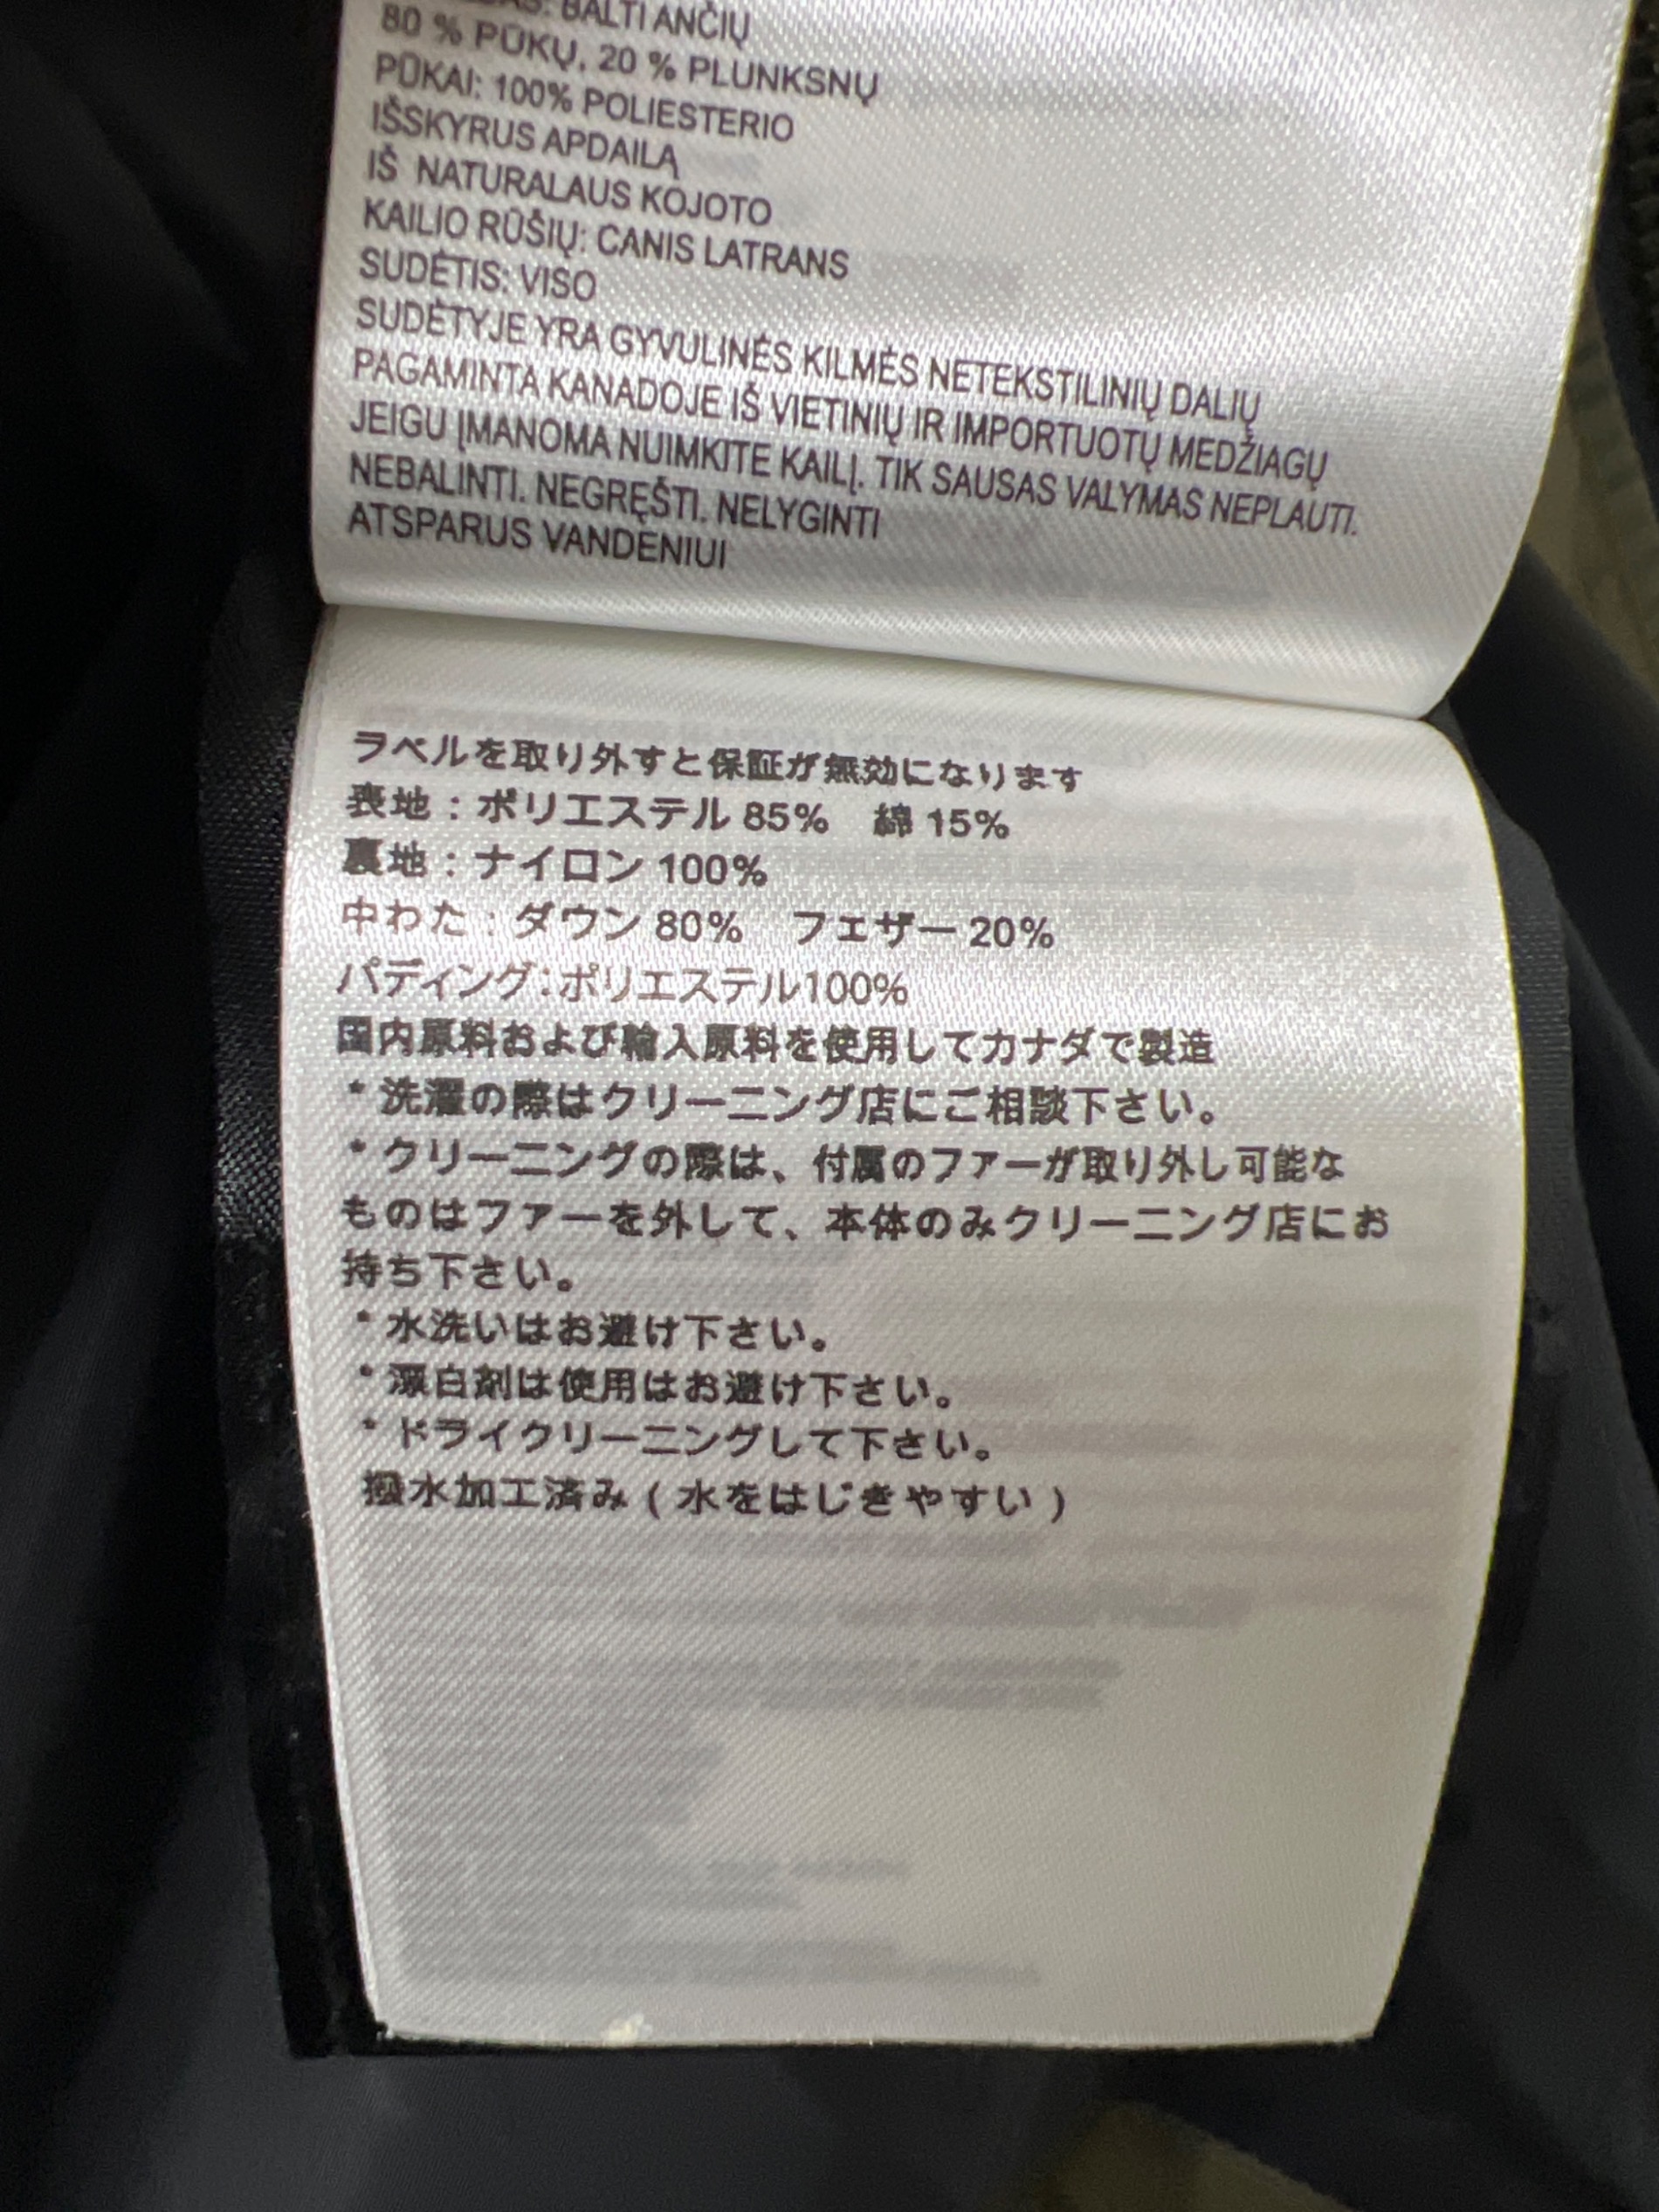 BALTI ANČIŲ
80 % PŪKŲ, 20 % PLUNKSNŲ
PŪKAI: 100% POLIESTERIO
IŠSKYRUS APDAILĄ
IŠ NATURALAUS KOJOTO
KAILIO RŪŠIŲ: CANIS LATRANS
SUDĖTIS: VISO
SUDĖTYJE YRA GYVULINĖS KILMĖS NETEKSTILINIŲ DALIŲ
PAGAMINTA KANADOJE IŠ VIETINIŲ IR IMPORTUOTŲ MEDŽIAGŲ
JEIGU ĮMANOMA NUIMKITE KAILĮ. TIK SAUSAS VALYMAS NEPLAUTI.
NEBALINTI. NEGRĘŠTI. NELYGINTI
ATSPARUS VANDENIUI
ラベルを取り外すと保証が無効になります
表地：ポリエステル 85%　綿 15%
裏地：ナイロン 100%
中わた：ダウン 80%　フェザー 20%
パディング:ポリエステル100%
国内原料および輸入原料を使用してカナダで製造
*洗濯の際はクリーニング店にご相談下さい。
*クリーニングの際は、付属のファーが取り外し可能な
ものはファーを外して、本体のみクリーニング店にお
持ち下さい。
*水洗いはお避け下さい。
*漂白剤は使用はお避け下さい。
*ドライクリーニングして下さい。
撥水加工済み ( 水をはじきやすい )